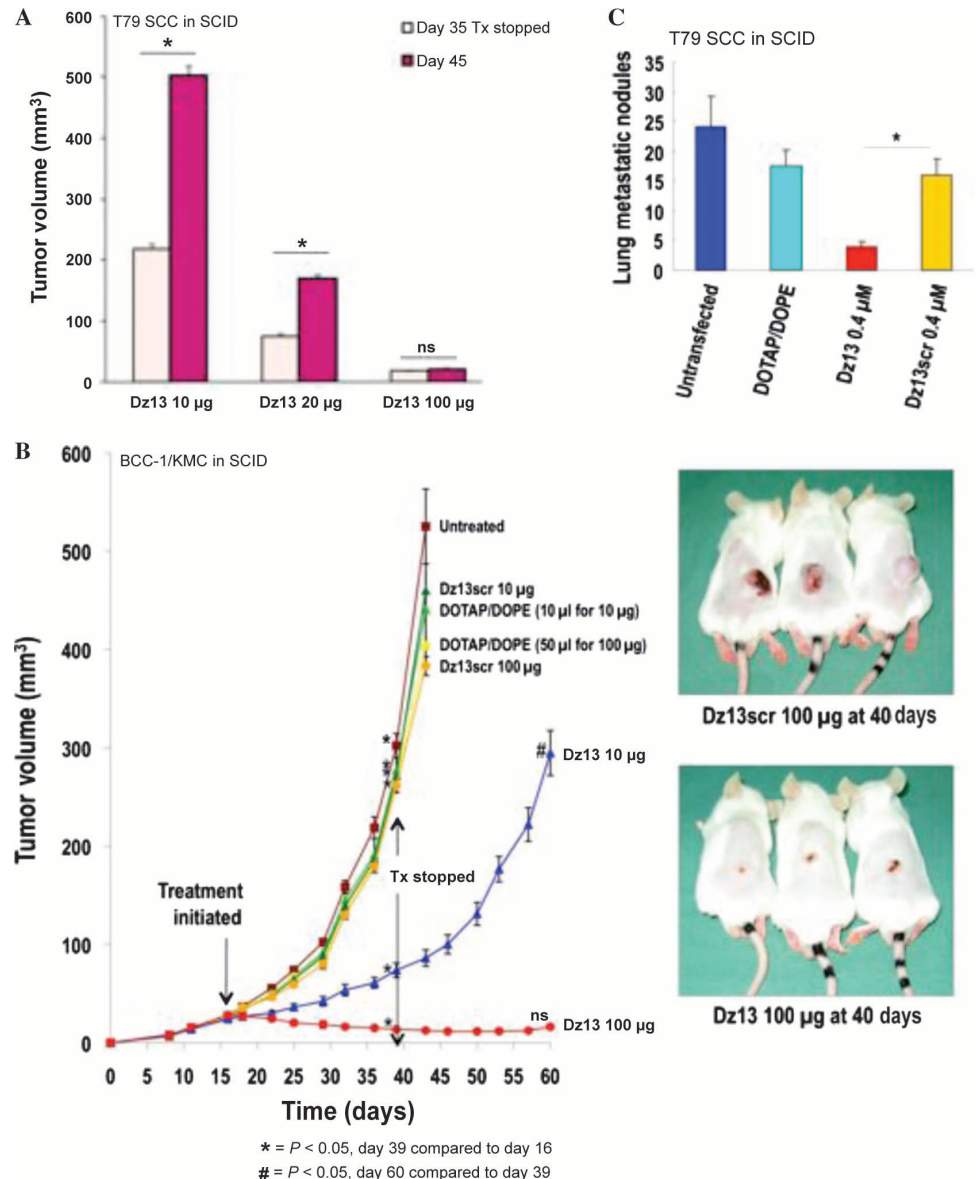 A
T79 SCC in SCID
Day 35 Tx stopped
Day 45
Tumor volume (mm³)
600
500
400
300
200
100
0
*
*
ns
Dz13 10 µg
Dz13 20 µg
Dz13 100 µg
C
T79 SCC in SCID
Lung metastatic nodules
35
30
25
20
15
10
5
0
*
Untransfected
DOTAP/DOPE
Dz13 0.4 µM
Dz13scr 0.4 µM
B
BCC-1/KMC in SCID
Tumor volume (mm³)
600
500
400
300
200
100
0
Untreated
Dz13scr 10 µg
DOTAP/DOPE (10 µl for 10 µg)
DOTAP/DOPE (50 µl for 100 µg)
Dz13scr 100 µg
# Dz13 10 µg
*
*
*
*
Treatment
initiated
Tx stopped
*
*
ns
Dz13 100 µg
0 5 10 15 20 25 30 35 40 45 50 55 60
Time (days)
* = P < 0.05, day 39 compared to day 16
# = P < 0.05, day 60 compared to day 39
Dz13scr 100 µg at 40 days
Dz13 100 µg at 40 days